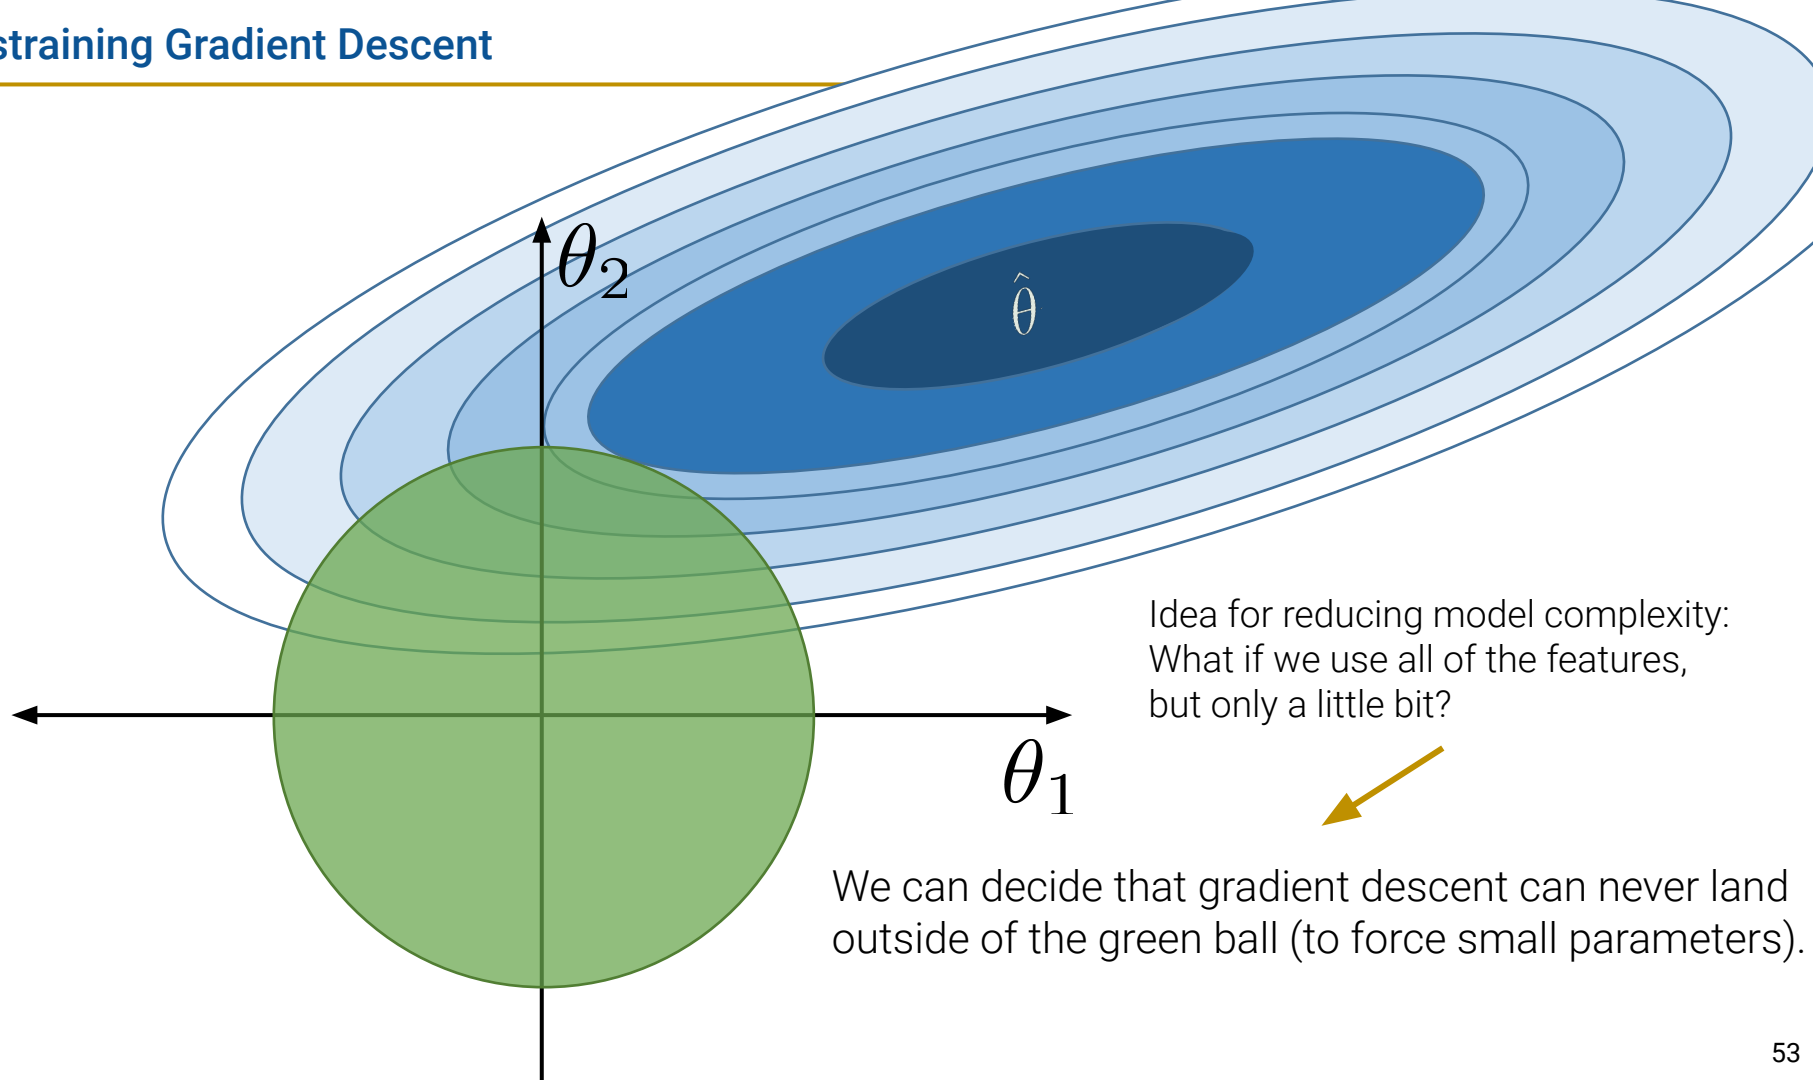 straining Gradient Descent
θ₂
θ̂
θ₁
Idea for reducing model complexity:
What if we use all of the features,
but only a little bit?
We can decide that gradient descent can never land
outside of the green ball (to force small parameters).
53